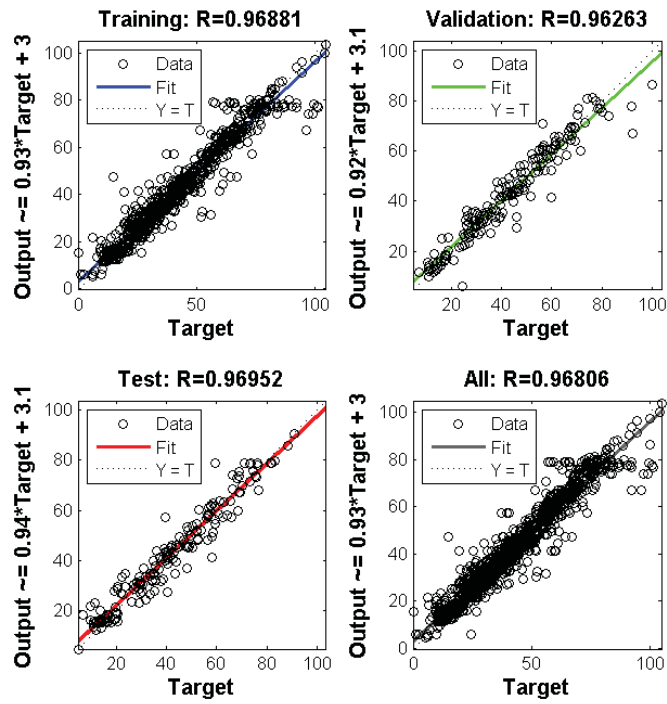 Training: R=0.96881
Output ~= 0.93*Target + 3
100
80
60
40
20
0
Data
Fit
Y = T
0 50 100
Target
Validation: R=0.96263
Output ~= 0.92*Target + 3.1
100
80
60
40
20
Data
Fit
Y = T
20 40 60 80 100
Target
Test: R=0.96952
Output ~= 0.94*Target + 3.1
100
80
60
40
20
Data
Fit
Y = T
20 40 60 80 100
Target
All: R=0.96806
Output ~= 0.93*Target + 3
100
80
60
40
20
0
Data
Fit
Y = T
0 50 100
Target